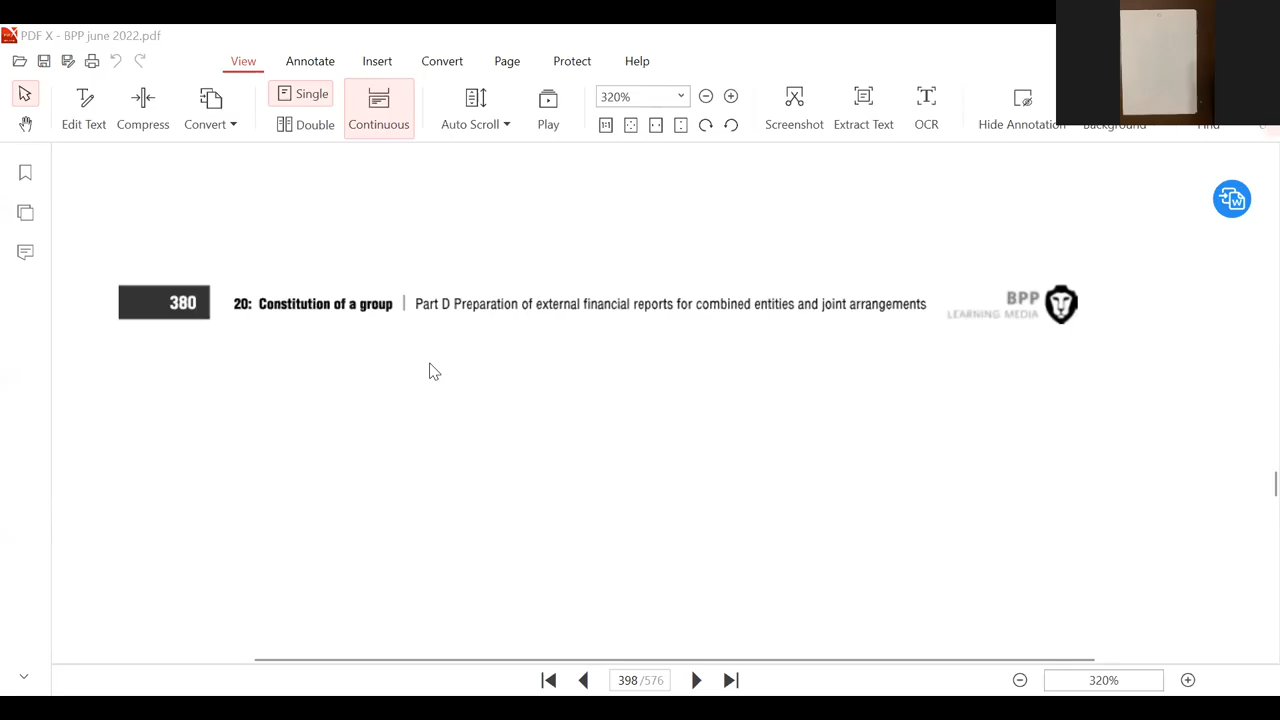 PDF X - BPP june 2022.pdf
View Annotate Insert Convert Page Protect Help
Single 320%
Edit Text Compress Convert Double Continuous Auto Scroll Play Screenshot Extract Text OCR Hide Annotation
380 20: Constitution of a group | Part D Preparation of external financial reports for combined entities and joint arrangements BPP
LEARNING MEDIA
398 /576 320%